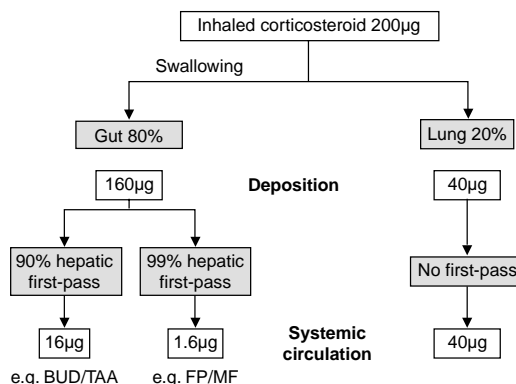 Inhaled corticosteroid 200µg
Swallowing
Gut 80%
Lung 20%
160µg
Deposition
40µg
90% hepatic
first-pass
99% hepatic
first-pass
No first-pass
16µg
1.6µg
Systemic
circulation
40µg
e.g. BUD/TAA
e.g. FP/MF